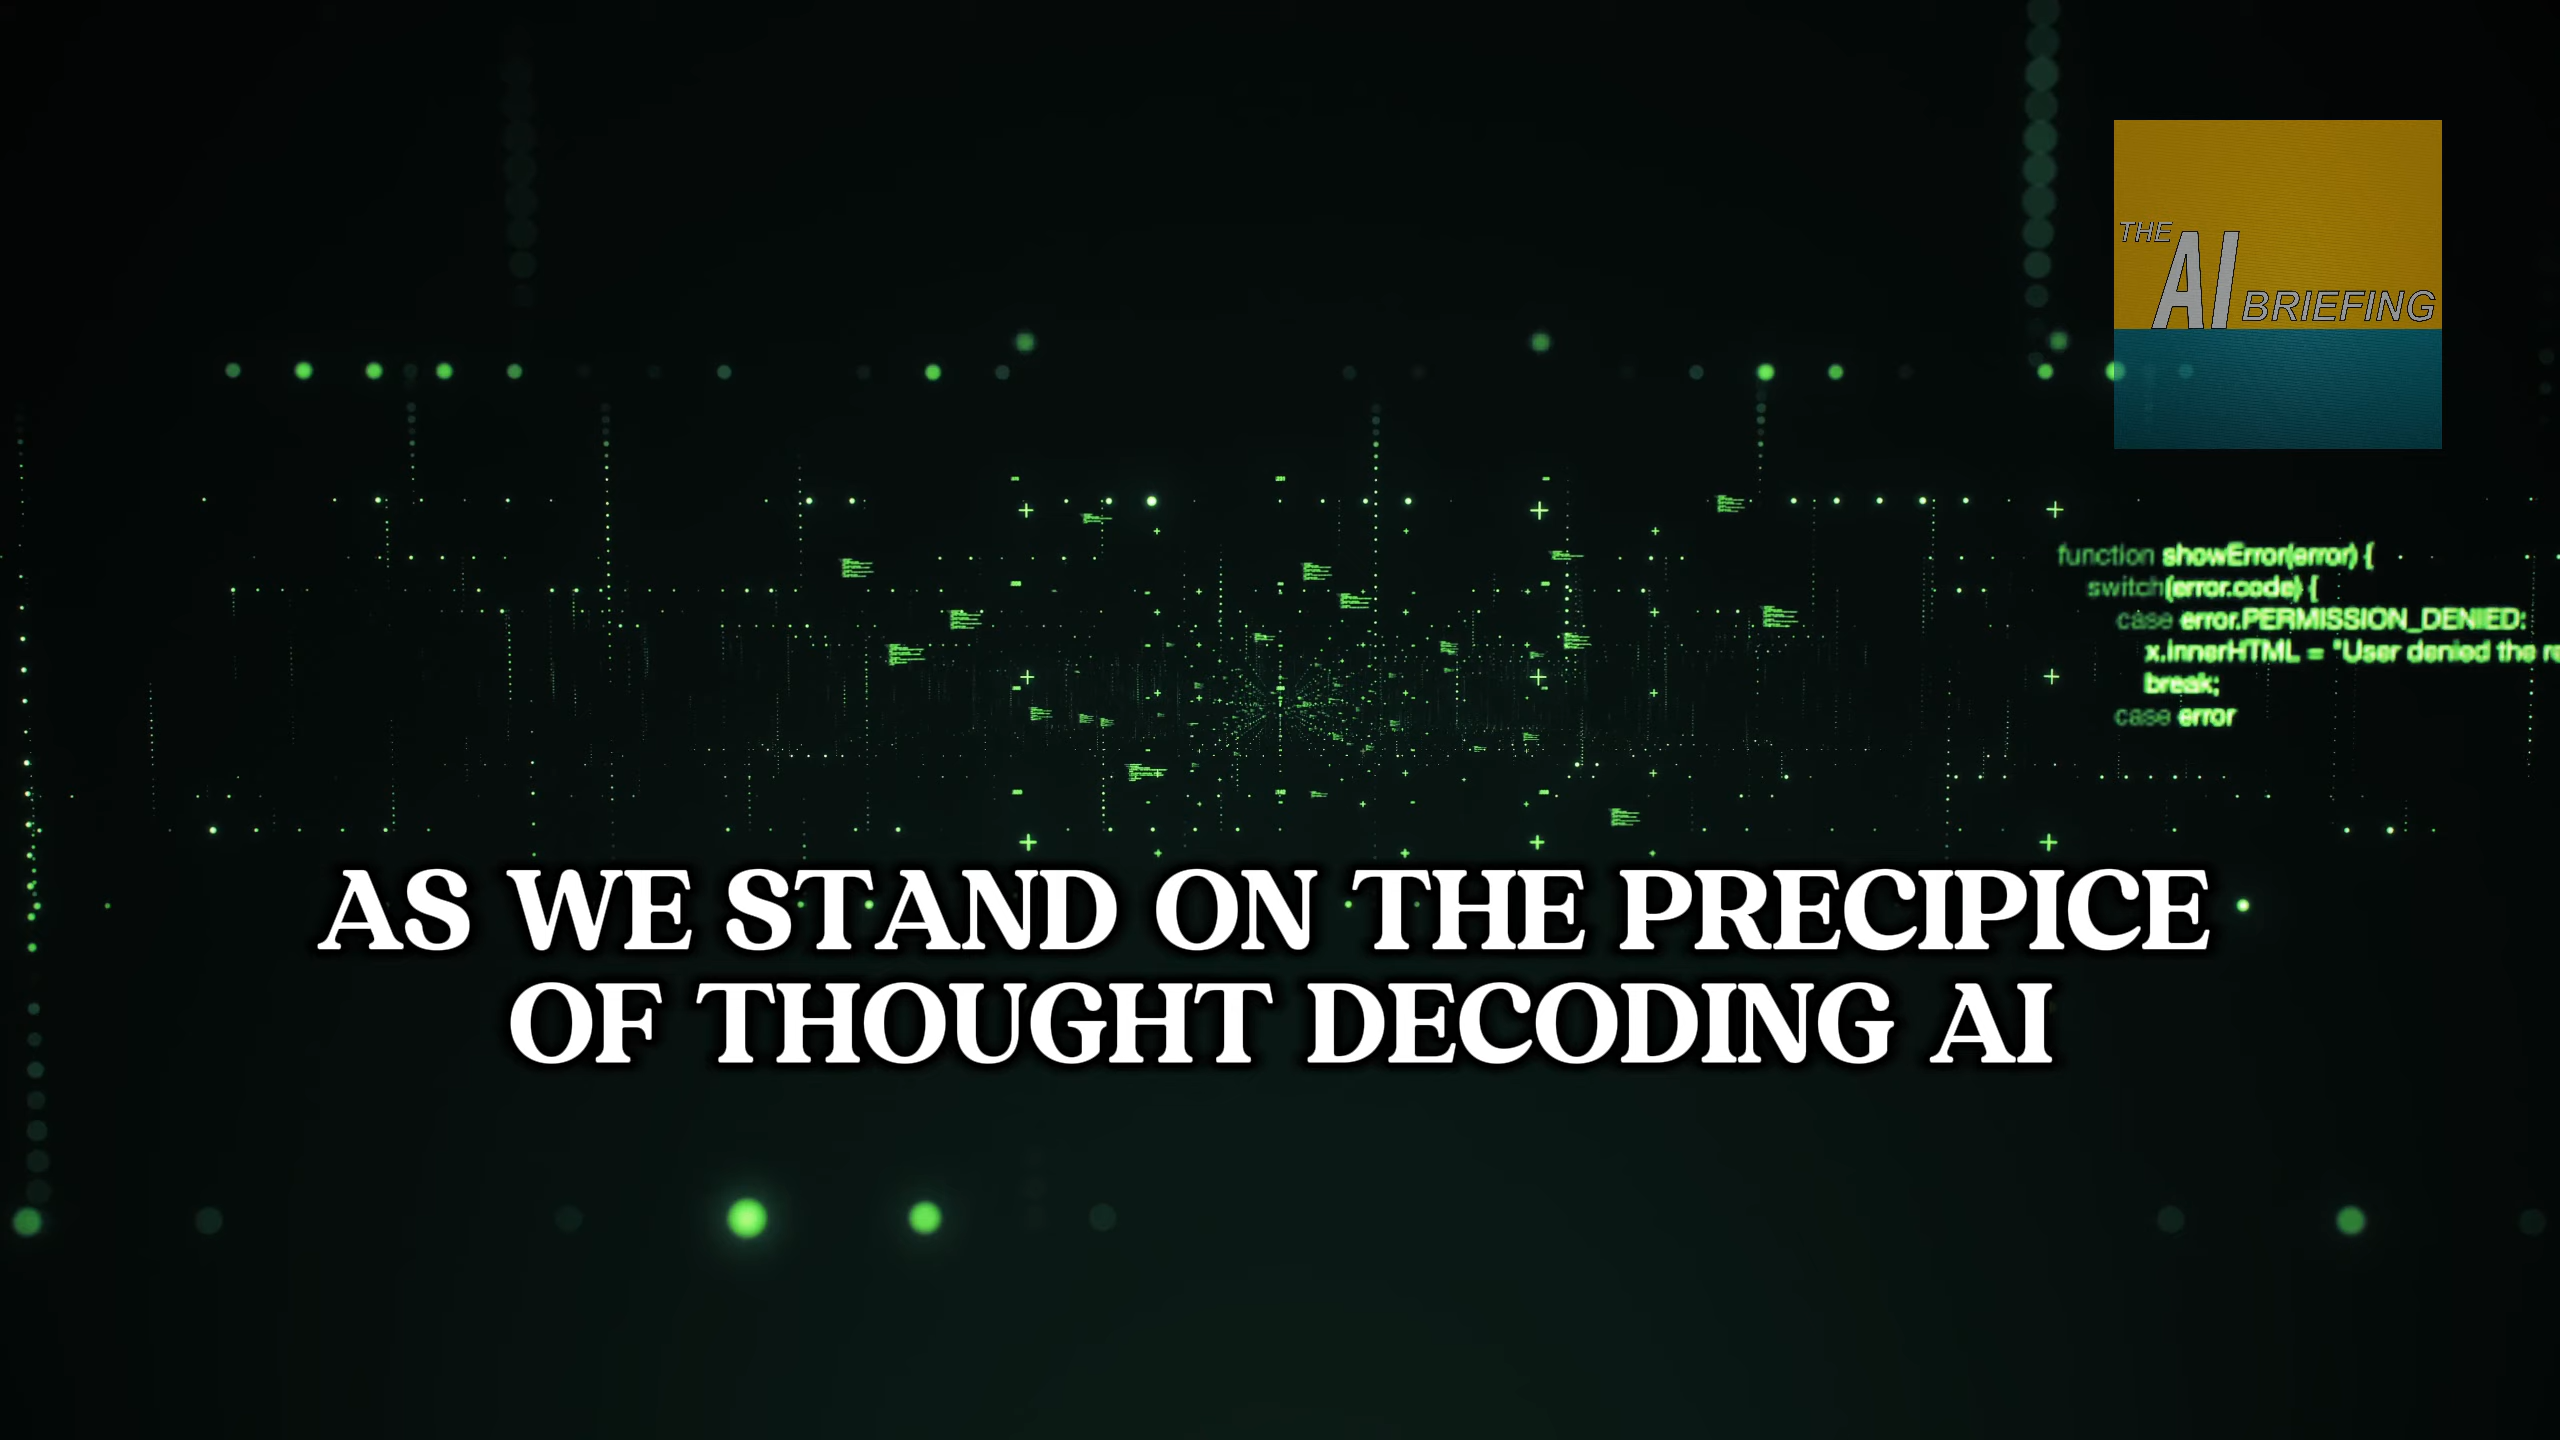 THE
AI BRIEFING
function showError(error) {
switch(error.code) {
case error.PERMISSION_DENIED:
x.innerHTML = "User denied the re
break;
case error
AS WE STAND ON THE PRECIPICE
OF THOUGHT DECODING AI